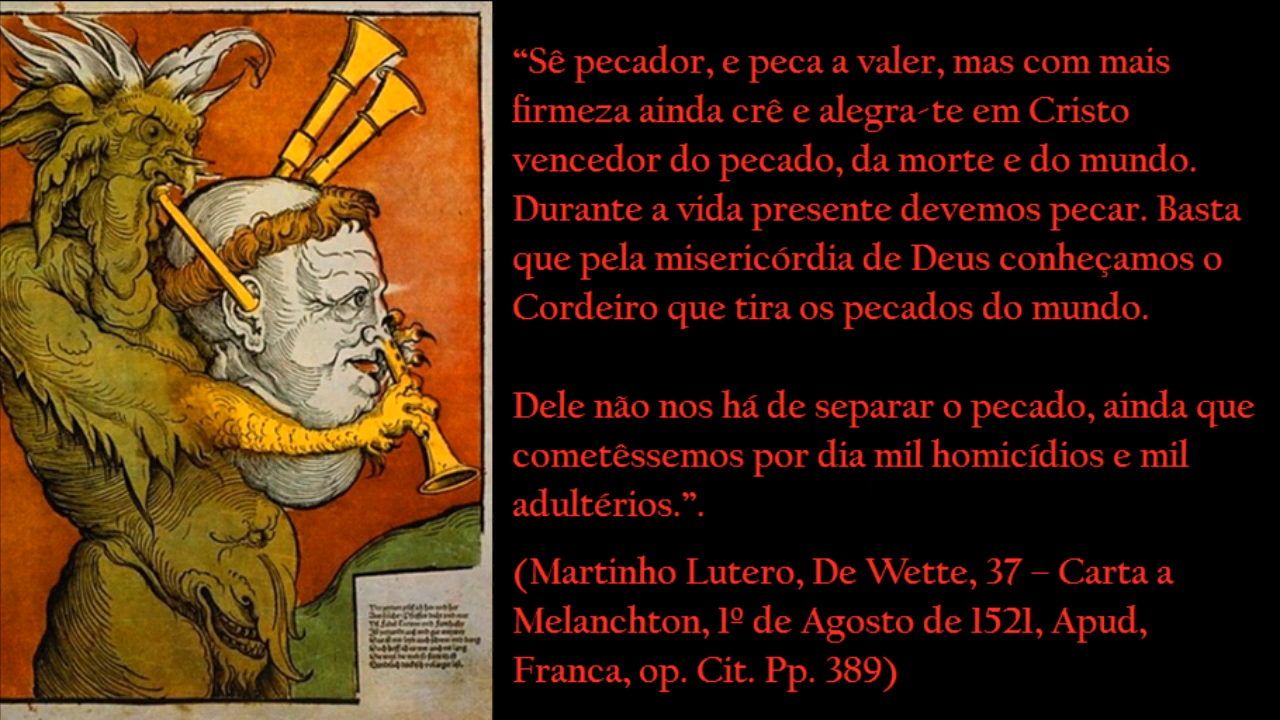 “Sê pecador, e peca a valer, mas com mais
firmeza ainda crê e alegra-te em Cristo
vencedor do pecado, da morte e do mundo.
Durante a vida presente devemos pecar. Basta
que pela misericórdia de Deus conheçamos o
Cordeiro que tira os pecados do mundo.
Dele não nos há de separar o pecado, ainda que
cometêssemos por dia mil homicídios e mil
adultérios.”.
(Martinho Lutero, De Wette, 37 – Carta a
Melanchton, 1º de Agosto de 1521, Apud,
Franca, op. Cit. Pp. 389)